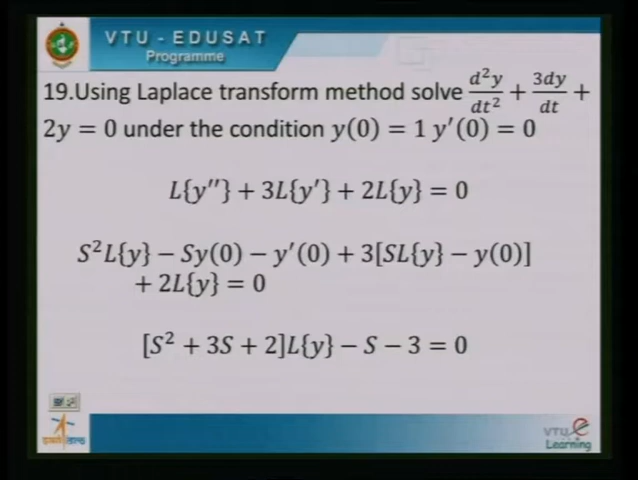 VTU - EDUSAT
Programme
19.Using Laplace transform method solve d²y/dt² + 3dy/dt +
2y = 0 under the condition y(0) = 1 y′(0) = 0
L{y″} + 3L{y′} + 2L{y} = 0
S²L{y} − Sy(0) − y′(0) + 3[SL{y} − y(0)]
+ 2L{y} = 0
[S² + 3S + 2]L{y} − S − 3 = 0
VTU e
Learning